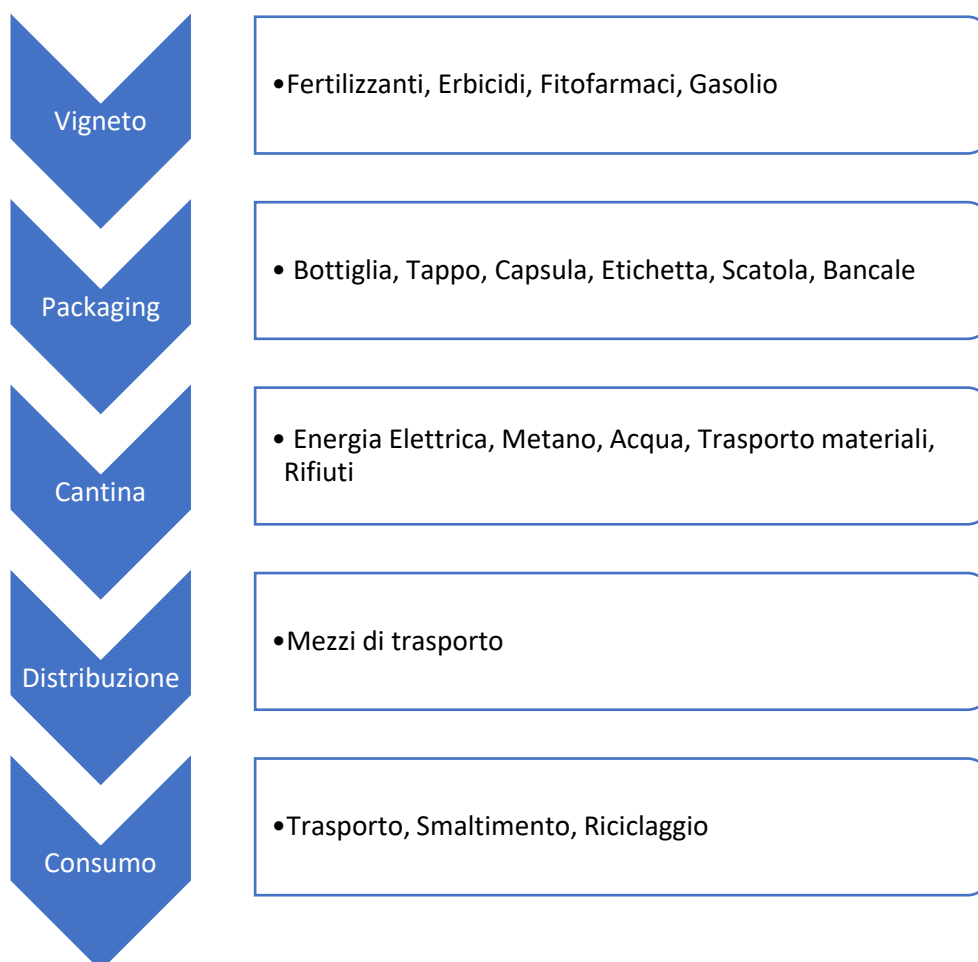 Vigneto
•Fertilizzanti, Erbicidi, Fitofarmaci, Gasolio
Packaging
• Bottiglia, Tappo, Capsula, Etichetta, Scatola, Bancale
Cantina
• Energia Elettrica, Metano, Acqua, Trasporto materiali,
Rifiuti
Distribuzione
•Mezzi di trasporto
Consumo
•Trasporto, Smaltimento, Riciclaggio